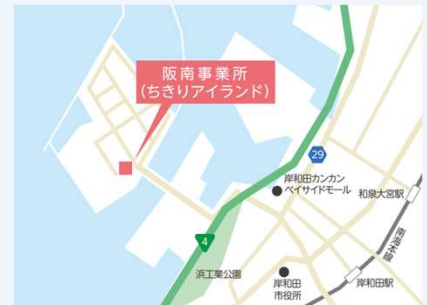 阪南事業所
(ちきりアイランド)
29
岸和田カンカン
ベイサイドモール
和泉大宮駅
南海本線
4
浜工業公園
岸和田
市役所
岸和田駅